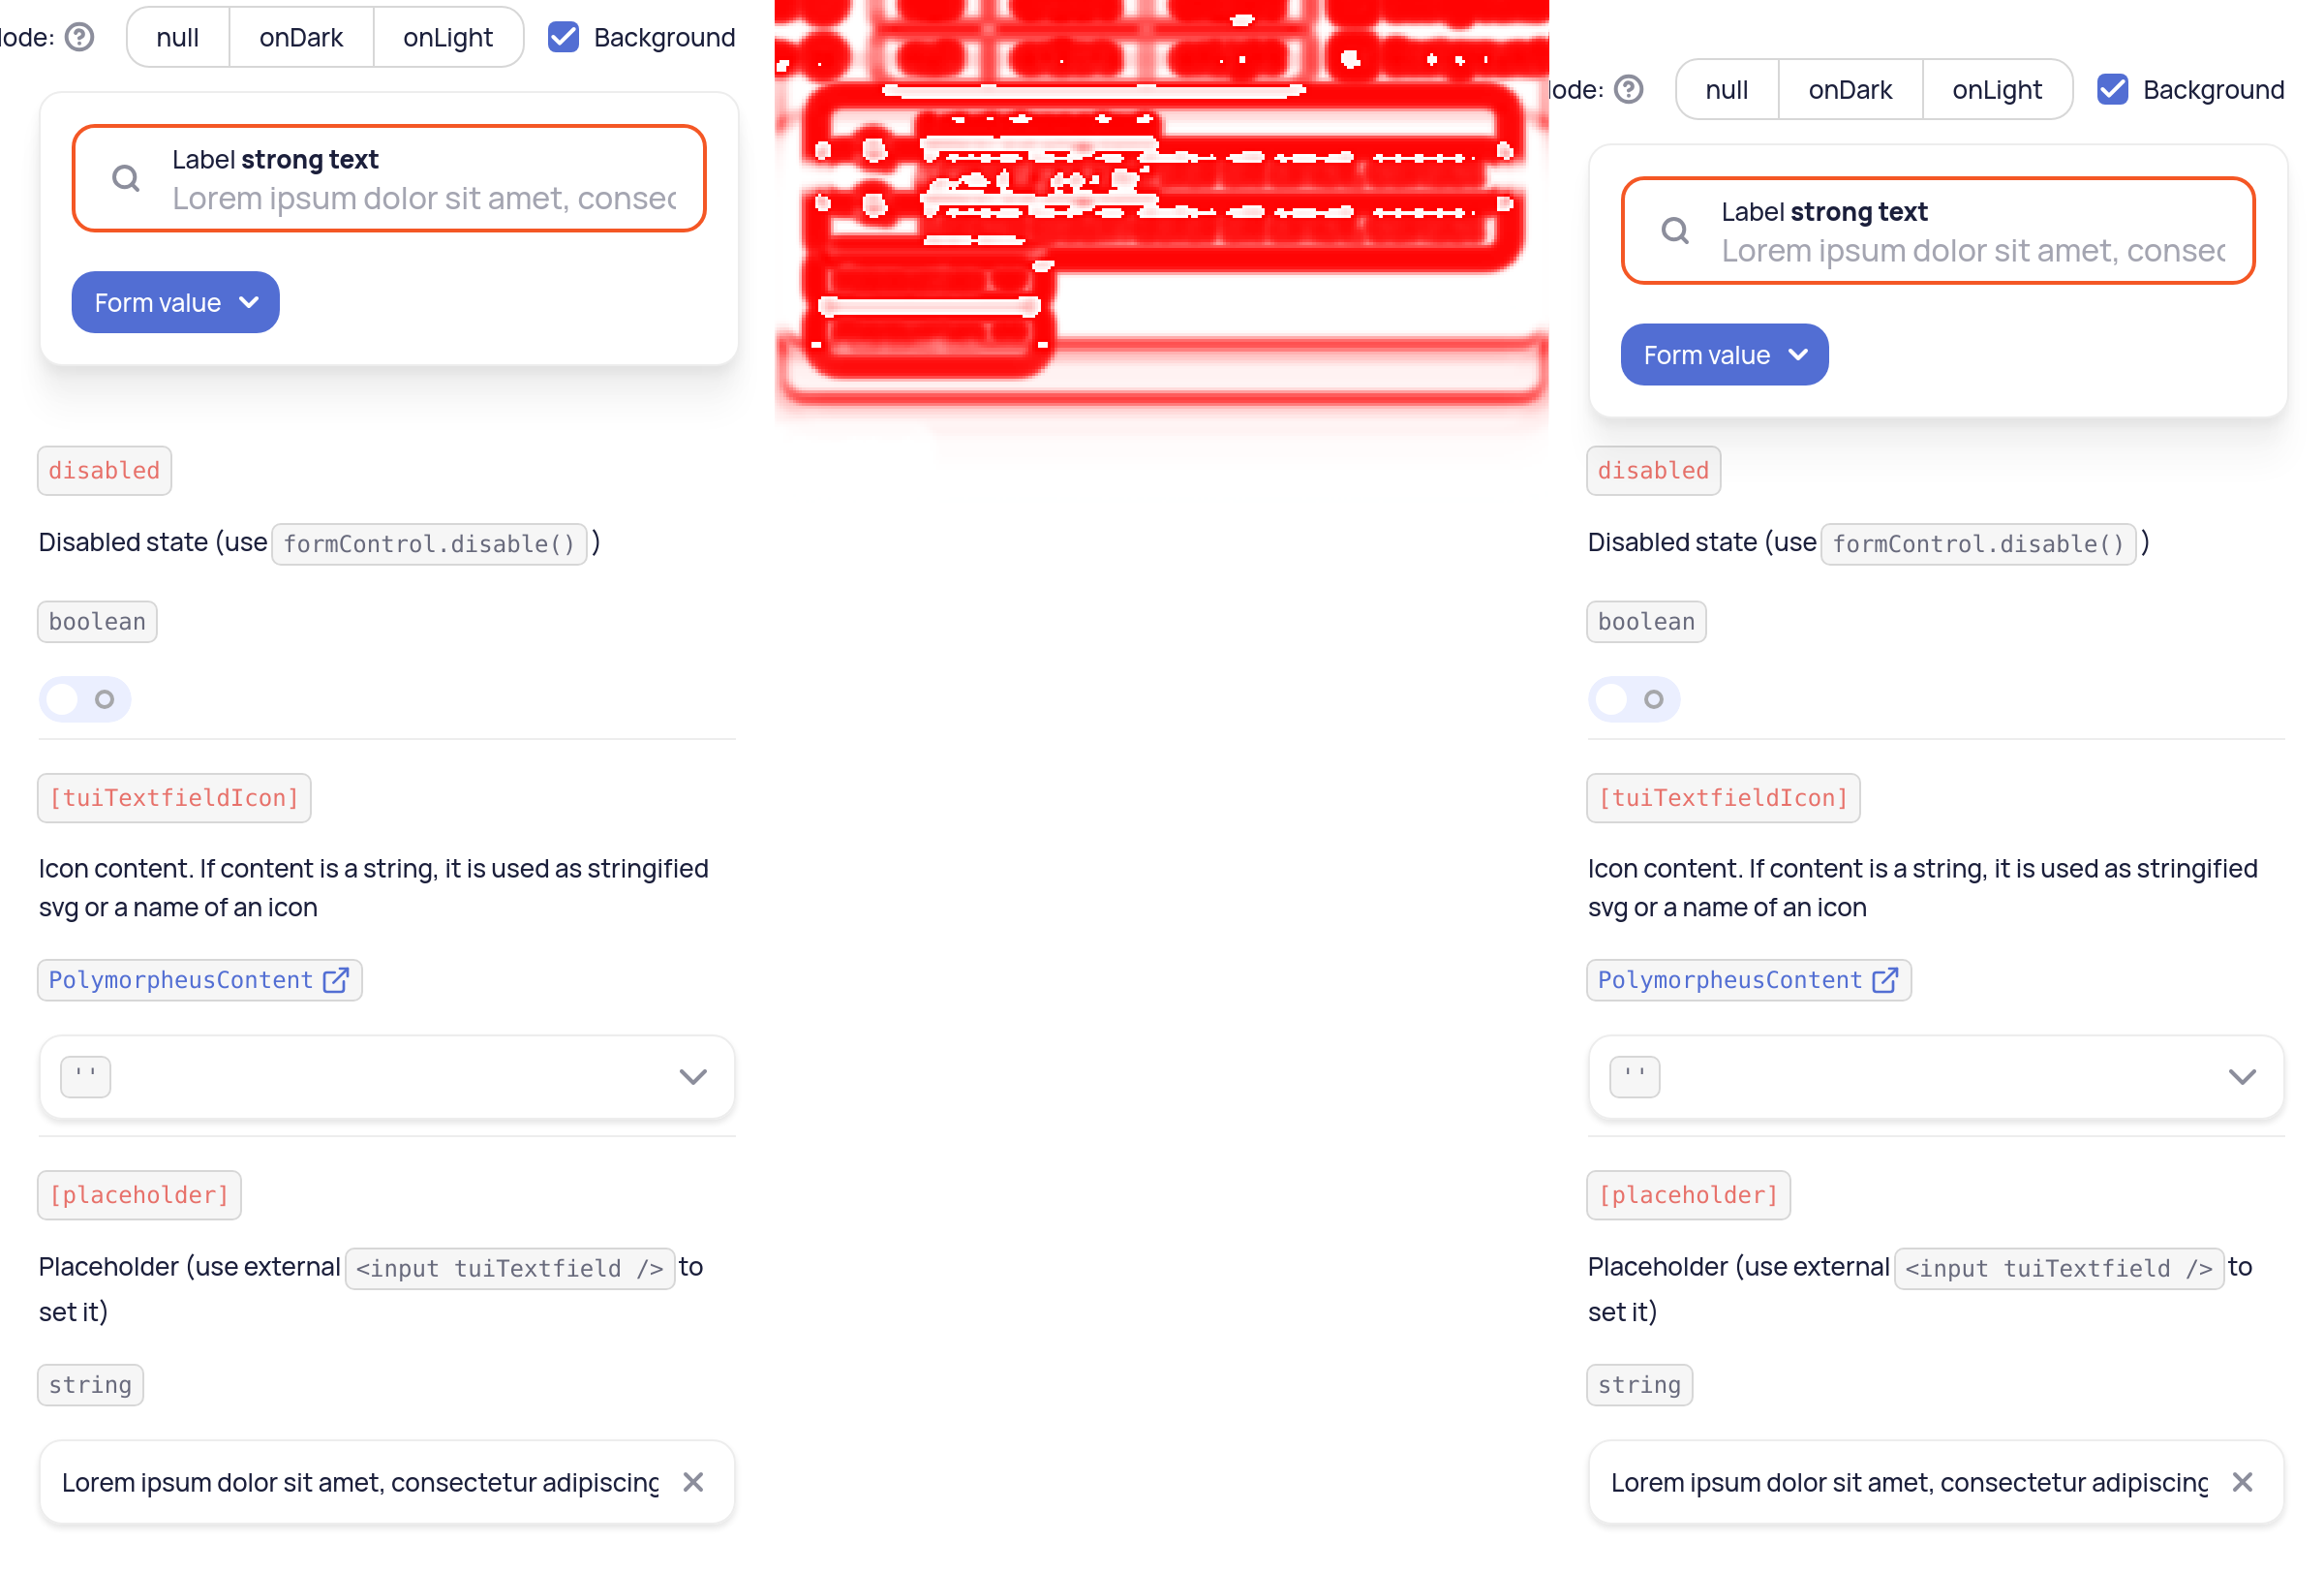 ode:
null
onDark
onLight
Background
Label strong text
Lorem ipsum dolor sit amet, consec
Form value
disabled
Disabled state (use formControl.disable() )
boolean
[tuiTextfieldIcon]
Icon content. If content is a string, it is used as stringified
svg or a name of an icon
PolymorpheusContent
''
[placeholder]
Placeholder (use external <input tuiTextfield /> to
set it)
string
Lorem ipsum dolor sit amet, consectetur adipiscing
ode:
null
onDark
onLight
Background
Label strong text
Lorem ipsum dolor sit amet, consec
Form value
disabled
Disabled state (use formControl.disable() )
boolean
[tuiTextfieldIcon]
Icon content. If content is a string, it is used as stringified
svg or a name of an icon
PolymorpheusContent
''
[placeholder]
Placeholder (use external <input tuiTextfield /> to
set it)
string
Lorem ipsum dolor sit amet, consectetur adipiscing